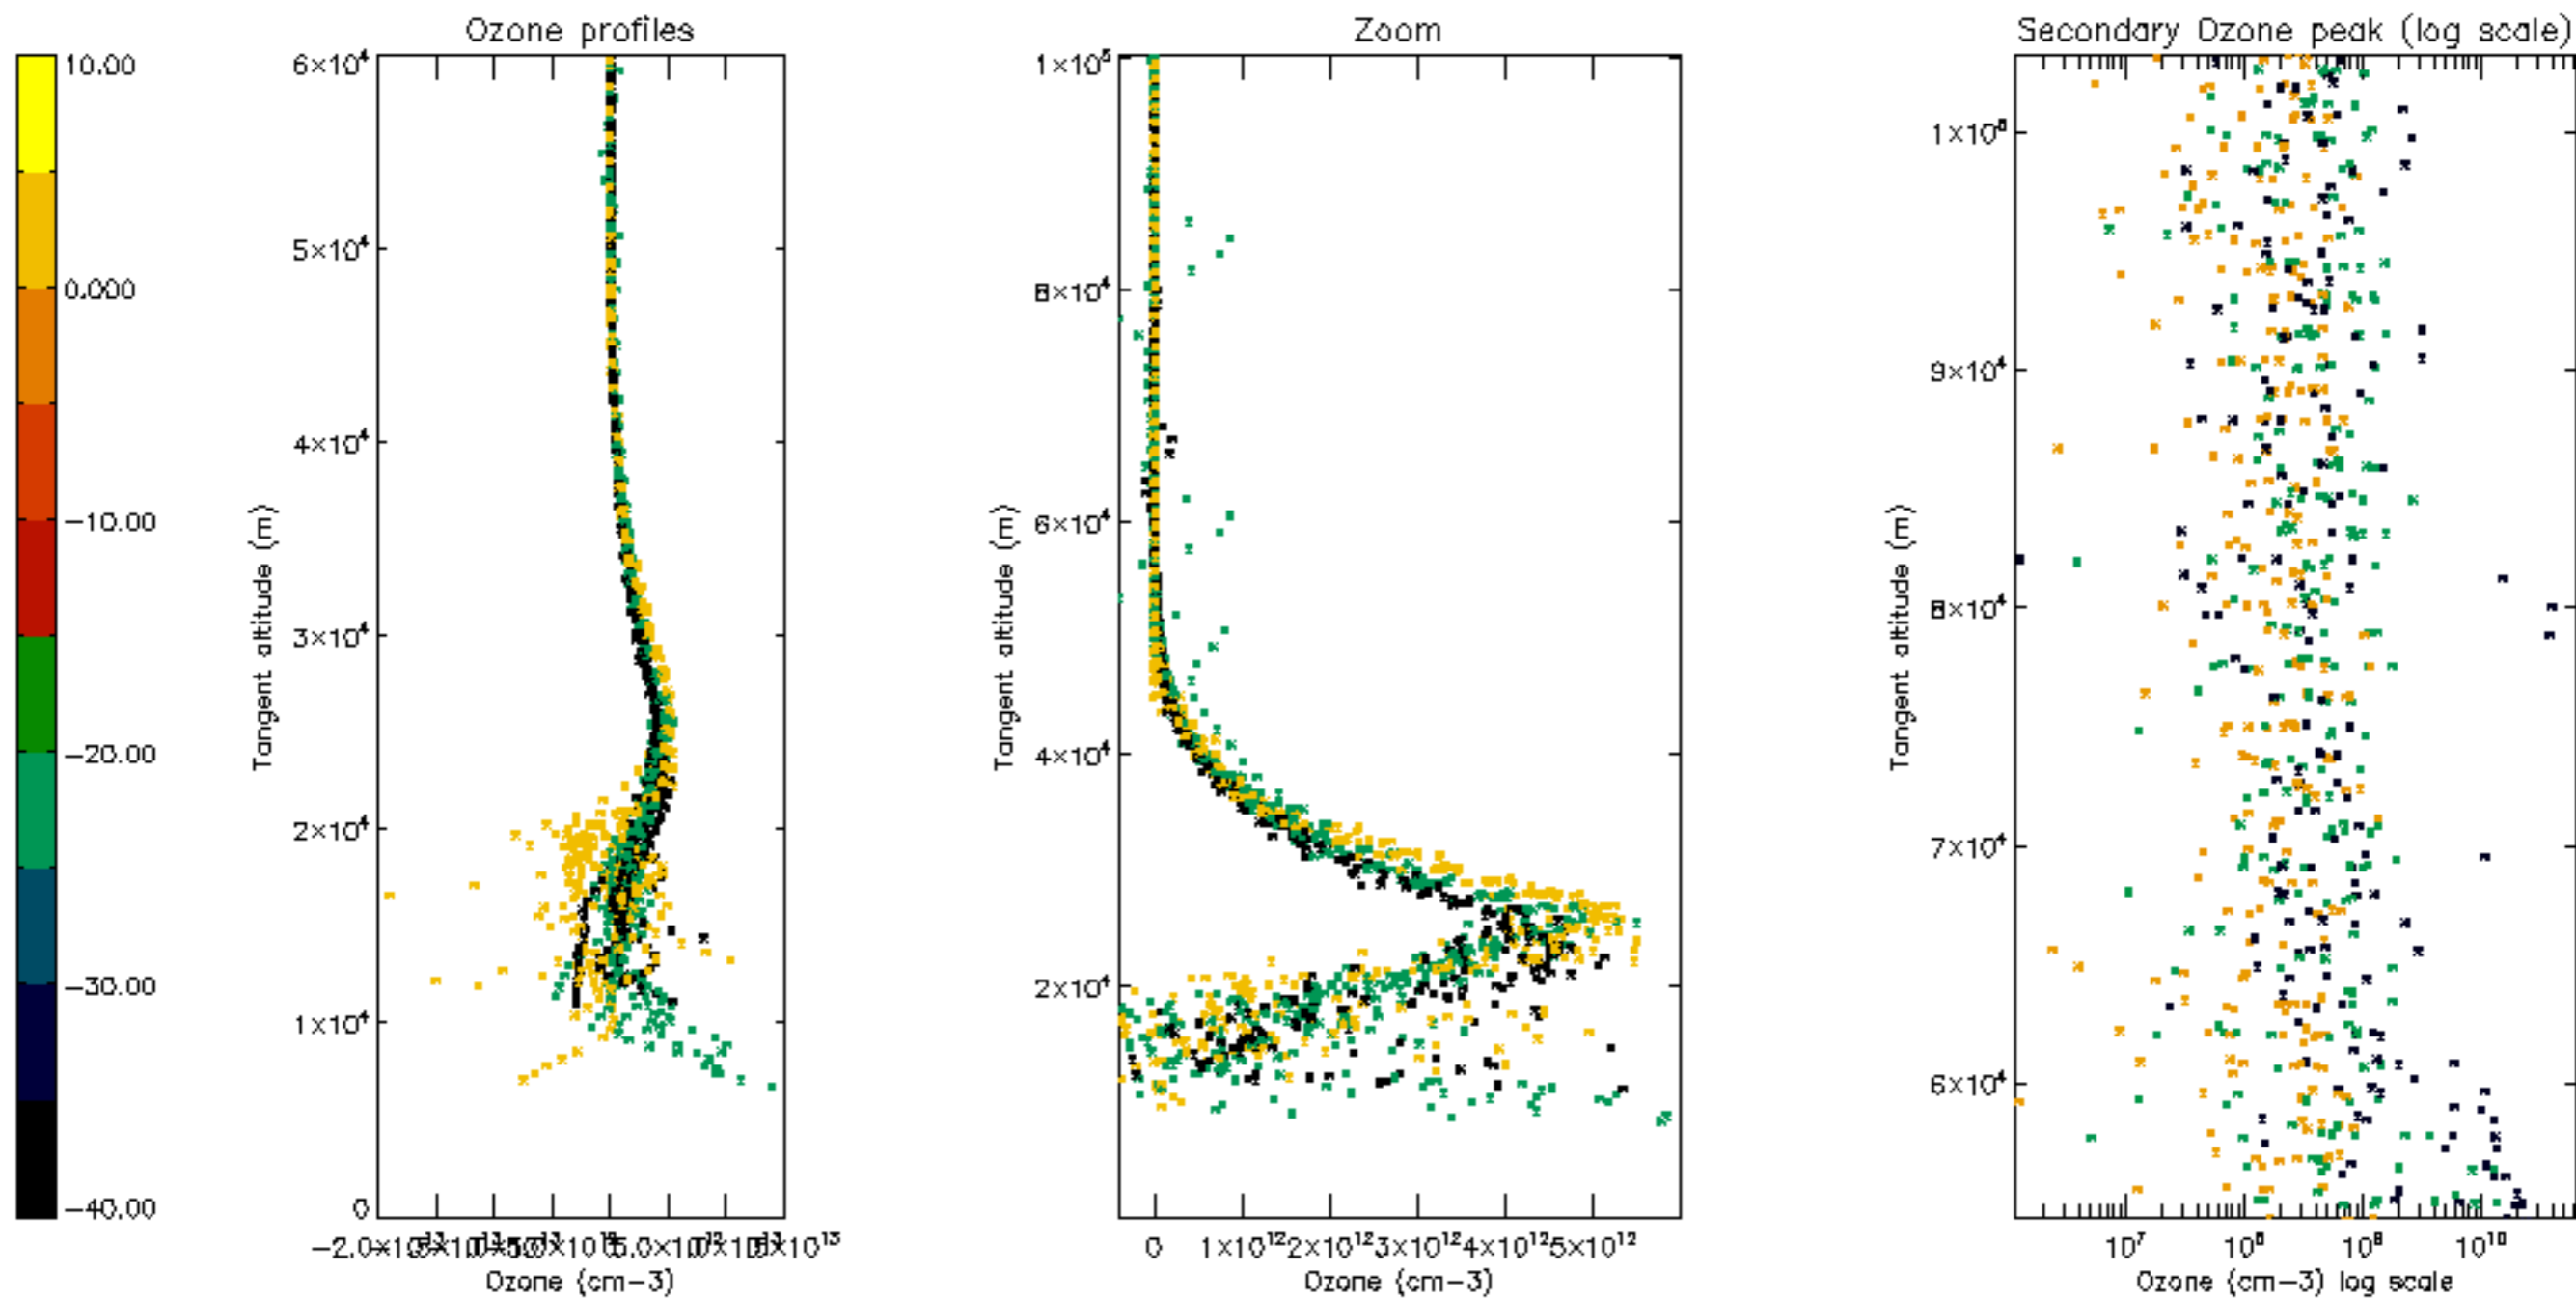 Ozone profiles
Zoom
Secondary Ozone peak (log scale)
10.00
0.000
−10.00
−20.00
−30.00
−40.00
6×10⁴
5×10⁴
4×10⁴
3×10⁴
2×10⁴
1×10⁴
0
Tangent altitude (m)
Ozone (cm−3)
1×10⁵
8×10⁴
6×10⁴
4×10⁴
2×10⁴
Tangent altitude (m)
0 1×10¹² 2×10¹² 3×10¹² 4×10¹² 5×10¹²
Ozone (cm−3)
9×10⁴
8×10⁴
7×10⁴
6×10⁴
Tangent altitude (m)
10⁷ 10⁸ 10⁹ 10¹⁰
Ozone (cm−3) log scale